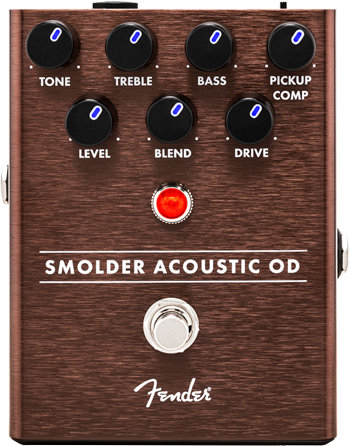 TONE TREBLE BASS PICKUP
COMP
LEVEL BLEND DRIVE
SMOLDER ACOUSTIC OD
Fender